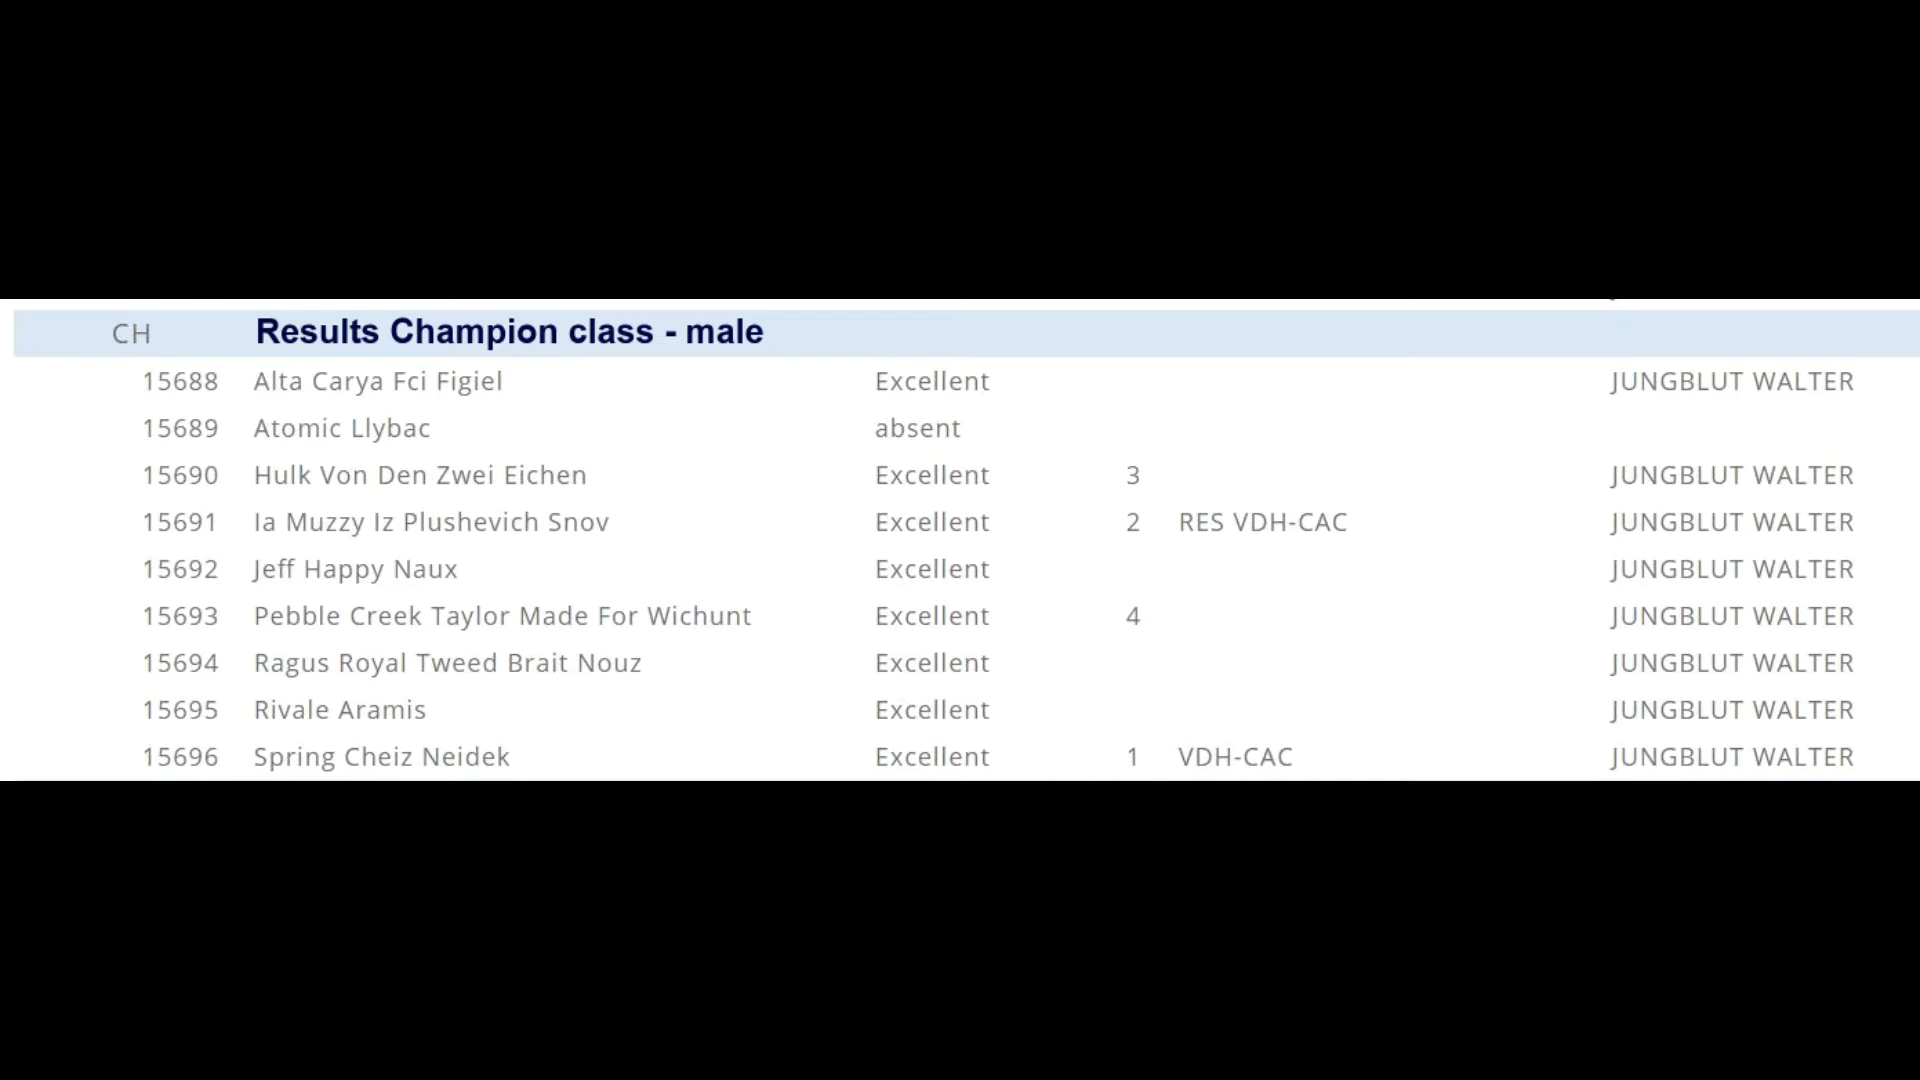 CH Results Champion class - male
15688 Alta Carya Fci Figiel Excellent JUNGBLUT WALTER
15689 Atomic Llybac absent
15690 Hulk Von Den Zwei Eichen Excellent 3 JUNGBLUT WALTER
15691 Ia Muzzy Iz Plushevich Snov Excellent 2 RES VDH-CAC JUNGBLUT WALTER
15692 Jeff Happy Naux Excellent JUNGBLUT WALTER
15693 Pebble Creek Taylor Made For Wichunt Excellent 4 JUNGBLUT WALTER
15694 Ragus Royal Tweed Brait Nouz Excellent JUNGBLUT WALTER
15695 Rivale Aramis Excellent JUNGBLUT WALTER
15696 Spring Cheiz Neidek Excellent 1 VDH-CAC JUNGBLUT WALTER